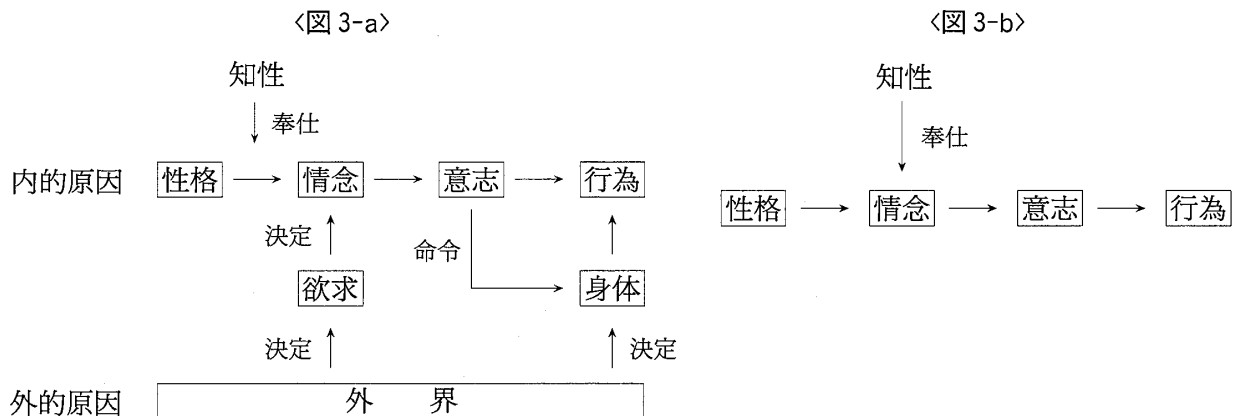 〈図 3-a〉 〈図 3-b〉
知性 知性
奉仕 奉仕
内的原因 性格 情念 意志 行為 性格 情念 意志 行為
決定 命令
欲求 身体
決定 決定
外的原因 外 界